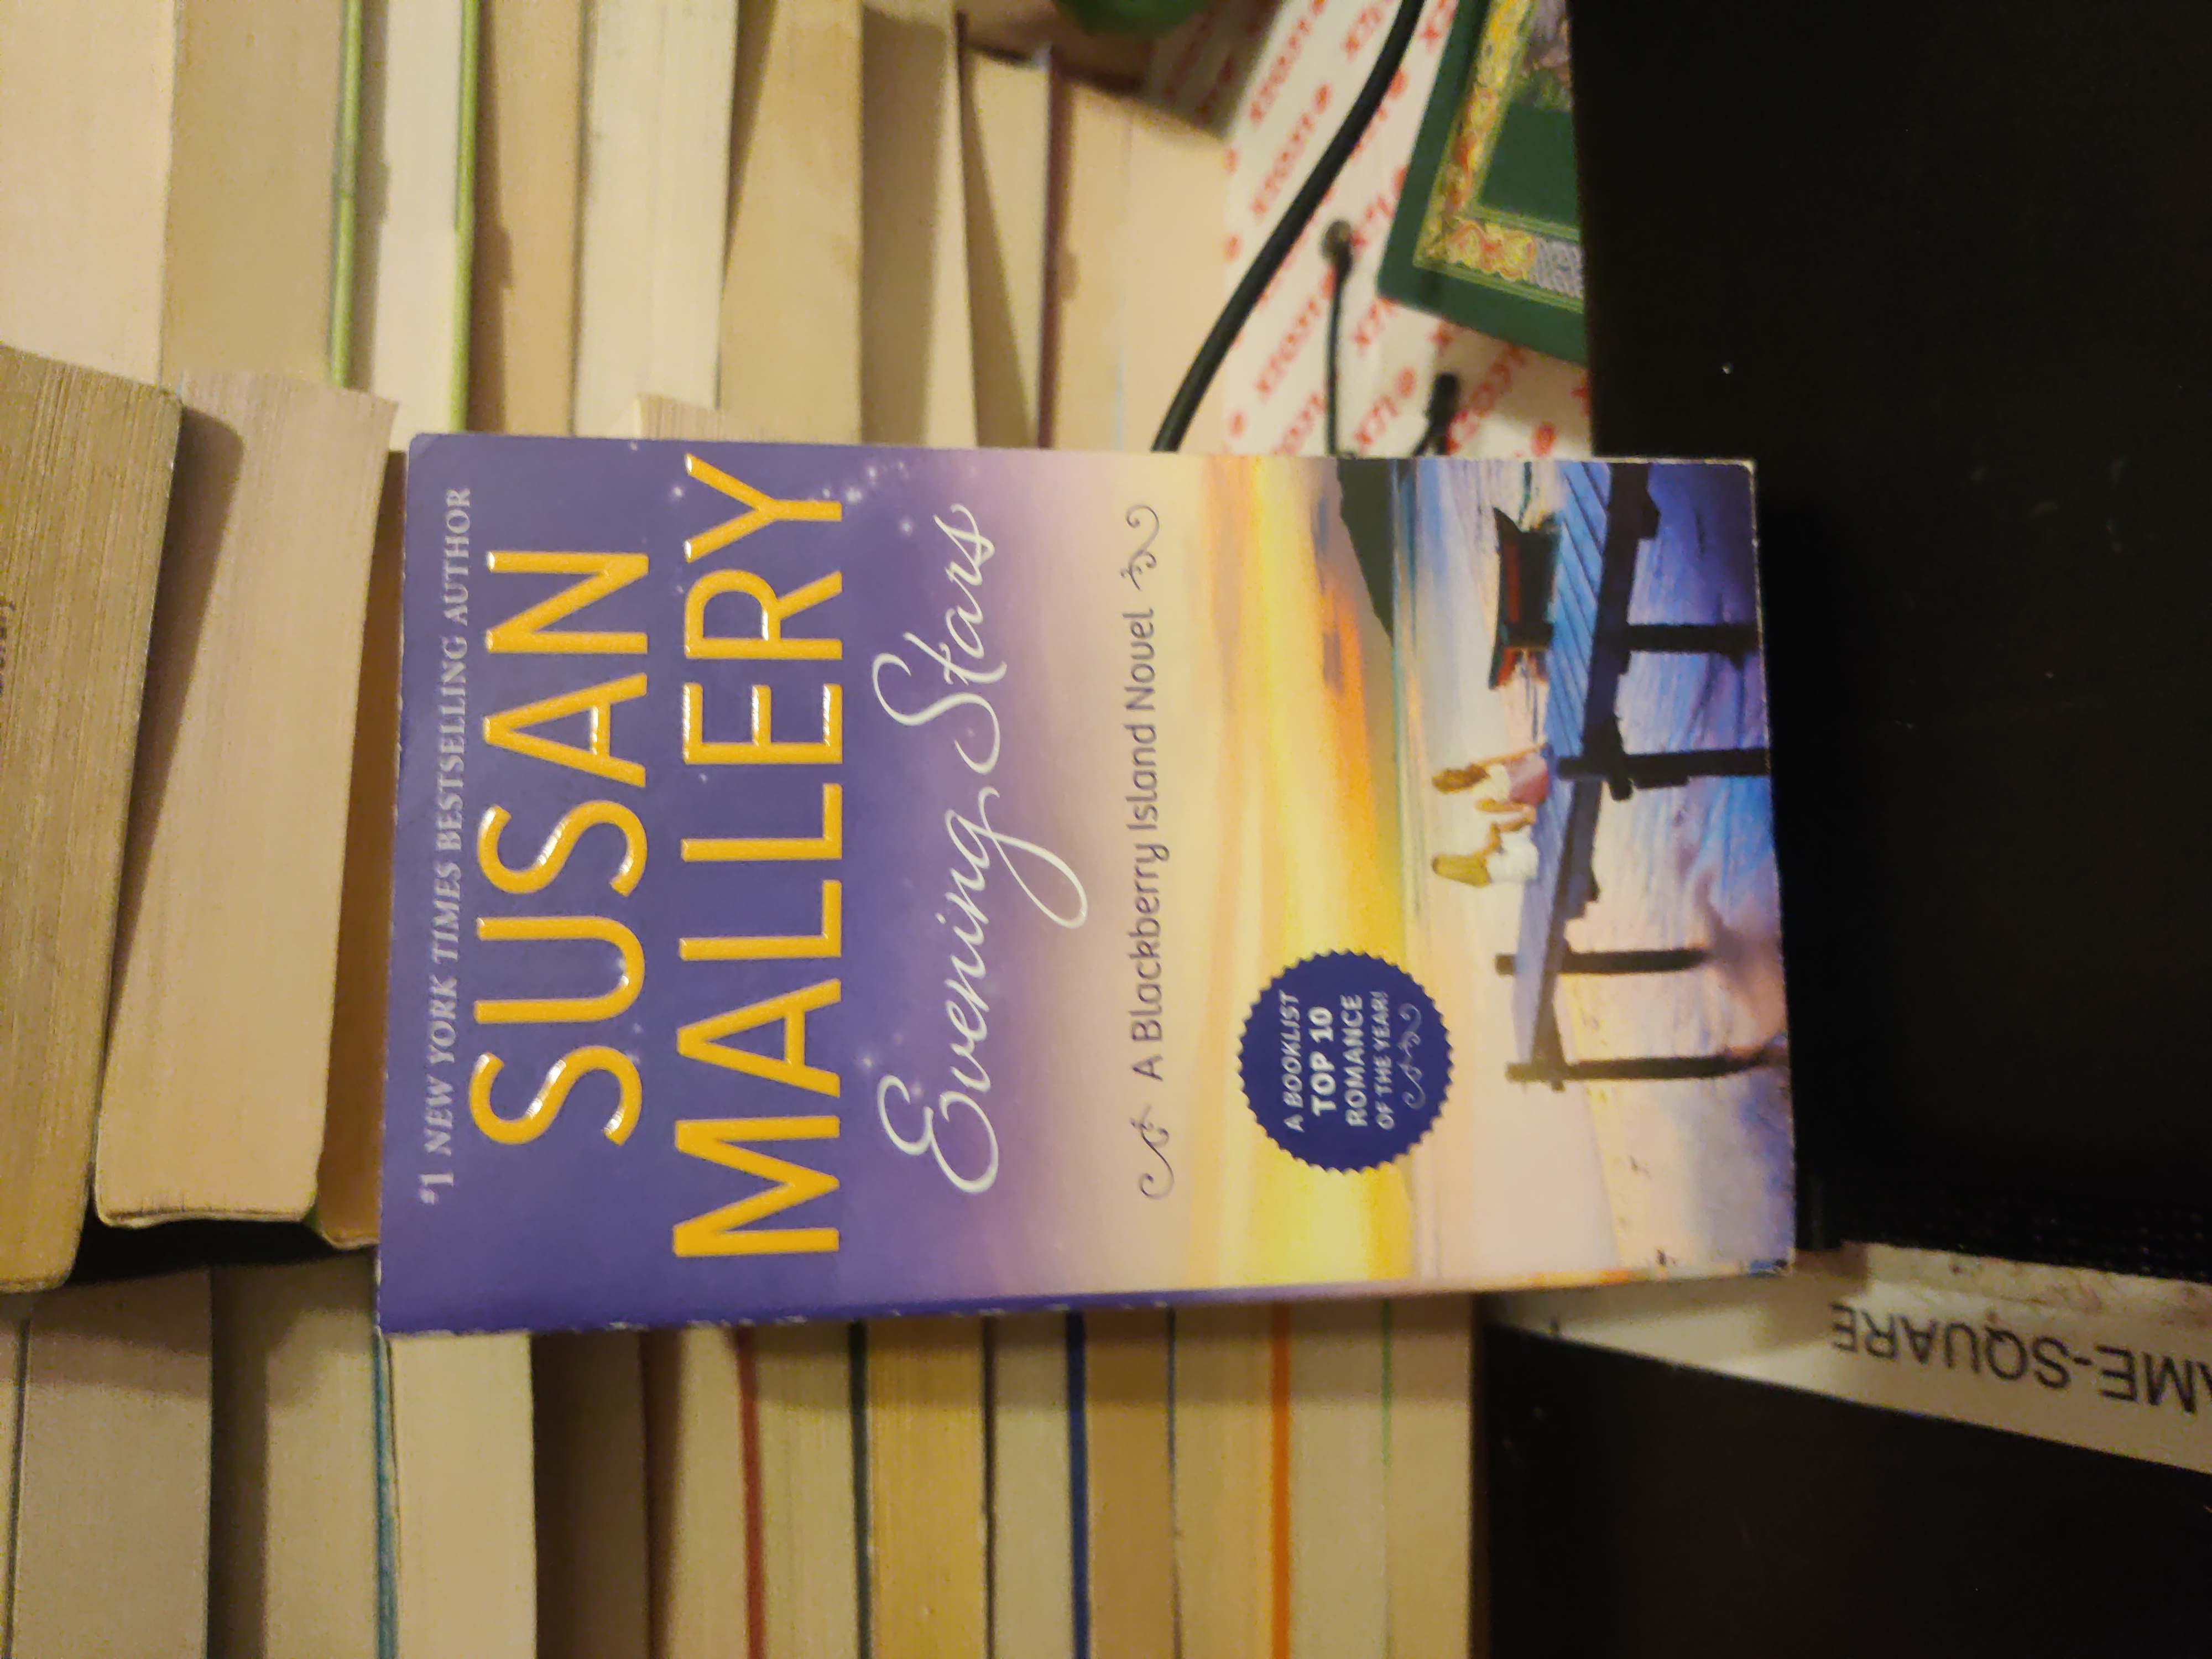 #1 NEW YORK TIMES BESTSELLING AUTHOR
SUSAN
MALLERY
Evening Stars
A Blackberry Island Novel
A BOOKLIST
TOP 10
ROMANCE
OF THE YEAR!
AME-SQUARE